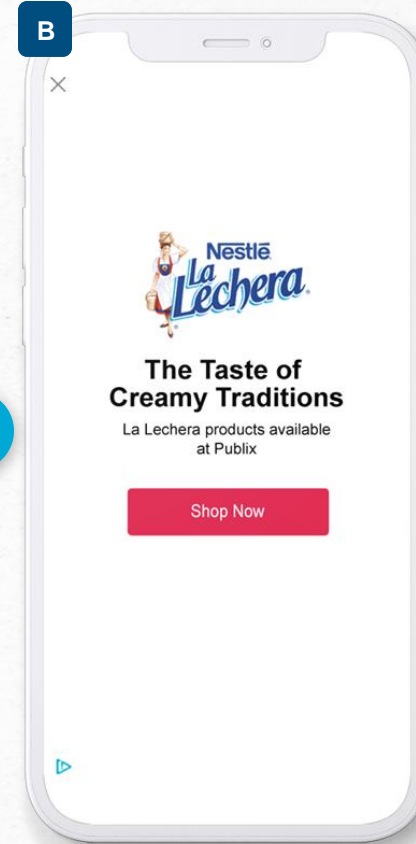 B
Nestlé
La
Lechera
The Taste of
Creamy Traditions
La Lechera products available
at Publix
Shop Now